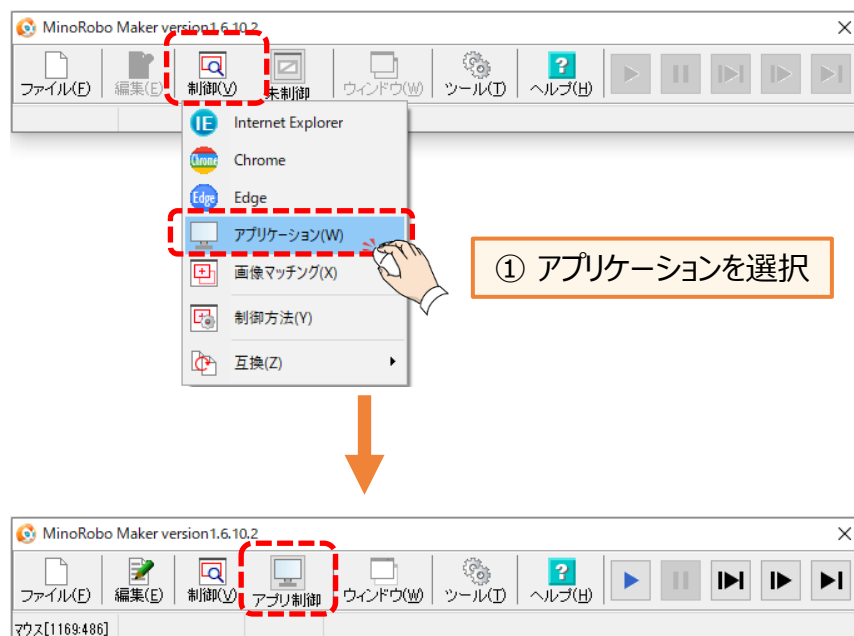 MinoRobo Maker version1.6.10.2
ファイル(F) 編集(E) 制御(V) 未制御 ウィンドウ(W) ツール(T) ヘルプ(H)
IE Internet Explorer
Chrome Chrome
Edge Edge
アプリケーション(W)
画像マッチング(X)
制御方法(Y)
互換(Z)
① アプリケーションを選択
MinoRobo Maker version1.6.10.2
ファイル(F) 編集(E) 制御(V) アプリ制御 ウィンドウ(W) ツール(T) ヘルプ(H)
マウス[1169:486]